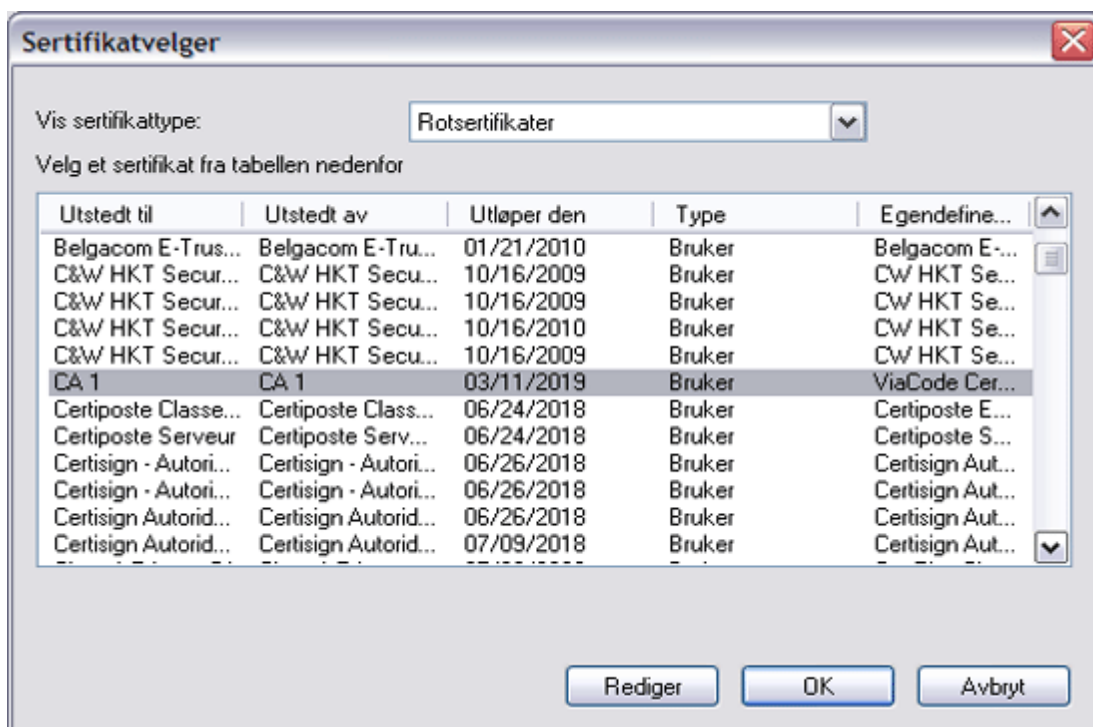 Sertifikatvelger
Vis sertifikattype: Rotsertifikater
Velg et sertifikat fra tabellen nedenfor
Utstedt til Utstedt av Utløper den Type Egendefine...
Belgacom E-Trus... Belgacom E-Tru... 01/21/2010 Bruker Belgacom E-...
C&W HKT Secur... C&W HKT Secu... 10/16/2009 Bruker CW HKT Se...
C&W HKT Secur... C&W HKT Secu... 10/16/2009 Bruker CW HKT Se...
C&W HKT Secur... C&W HKT Secu... 10/16/2010 Bruker CW HKT Se...
C&W HKT Secur... C&W HKT Secu... 10/16/2009 Bruker CW HKT Se...
CA 1 CA 1 03/11/2019 Bruker ViaCode Cer...
Certiposte Classe... Certiposte Class... 06/24/2018 Bruker Certiposte E...
Certiposte Serveur Certiposte Serv... 06/24/2018 Bruker Certiposte S...
Certisign - Autori... Certisign - Autori... 06/26/2018 Bruker Certisign Aut...
Certisign - Autori... Certisign - Autori... 06/26/2018 Bruker Certisign Aut...
Certisign Autorid... Certisign Autorid... 06/26/2018 Bruker Certisign Aut...
Certisign Autorid... Certisign Autorid... 07/09/2018 Bruker Certisign Aut...
Rediger OK Avbryt